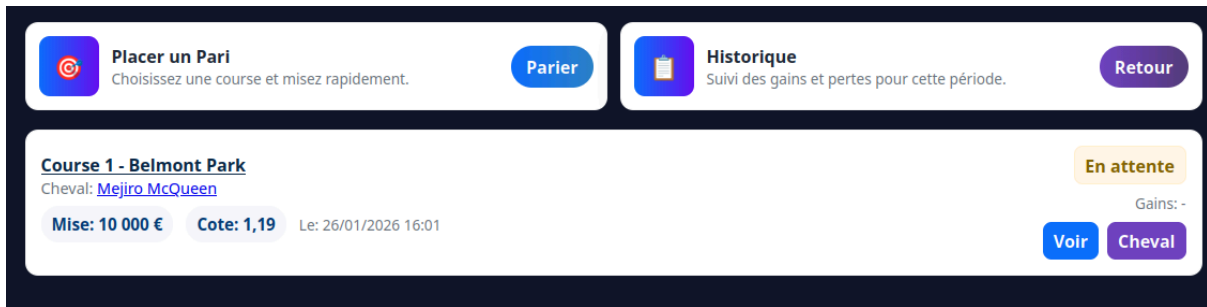 Placer un Pari
Choisissez une course et misez rapidement.
Parier
Historique
Suivi des gains et pertes pour cette période.
Retour
Course 1 - Belmont Park
Cheval: Mejiro McQueen
Mise: 10 000 € Cote: 1,19 Le: 26/01/2026 16:01
En attente
Gains: -
Voir Cheval